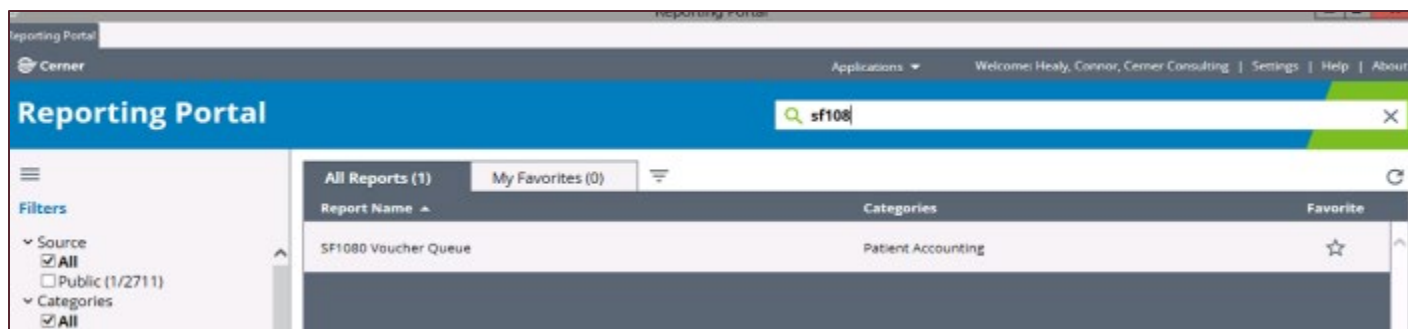 Reporting Portal
eporting Portal
Cerner
Applications
Welcome: Healy, Connor, Cerner Consulting | Settings | Help | About
Reporting Portal
sf108
All Reports (1)
My Favorites (0)
Filters
Report Name
Categories
Favorite
Source
All
Public (1/2711)
Categories
All
SF1080 Voucher Queue
Patient Accounting